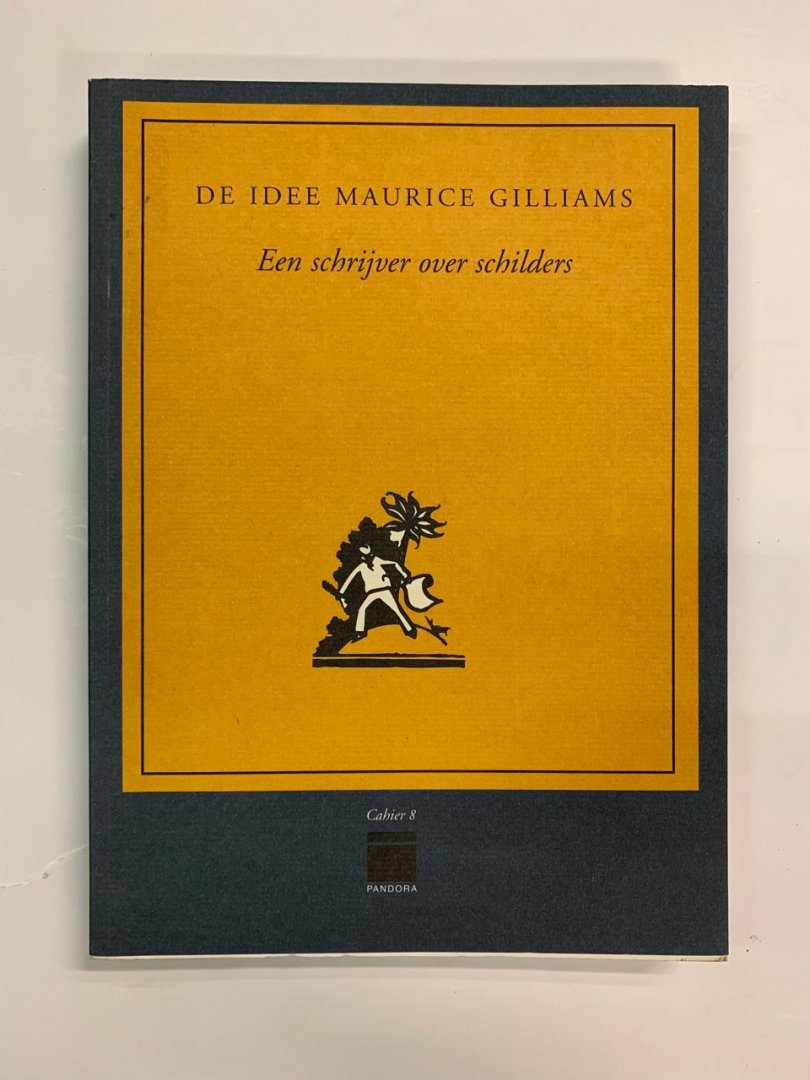 DE IDEE MAURICE GILLIAMS
Een schrijver over schilders
Cahier 8
PANDORA